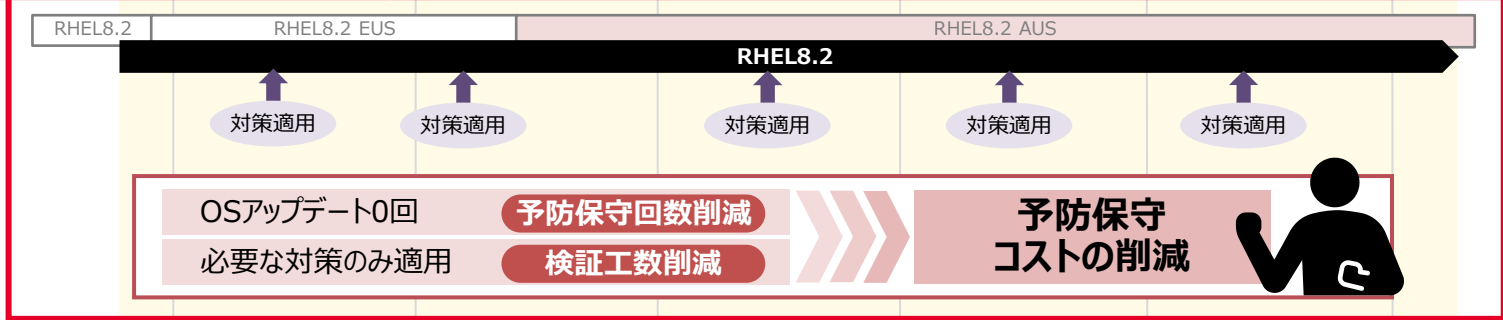 RHEL8.2
RHEL8.2 EUS
RHEL8.2 AUS
RHEL8.2
対策適用
対策適用
対策適用
対策適用
対策適用
OSアップデート0回
予防保守回数削減
必要な対策のみ適用
検証工数削減
予防保守
コストの削減